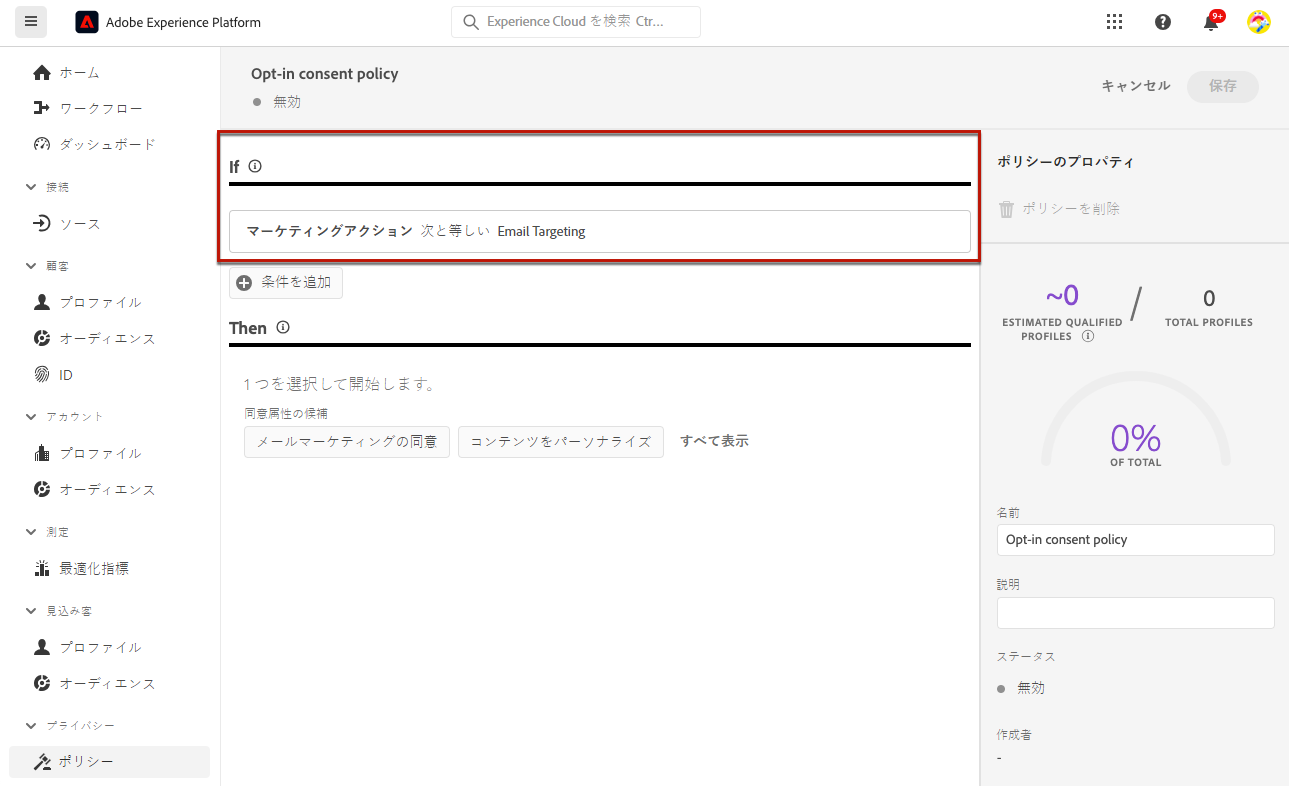 Adobe Experience Platform
Experience Cloud を検索 Ctr...
9+
ホーム
ワークフロー
ダッシュボード
接続
ソース
顧客
プロファイル
オーディエンス
ID
アカウント
プロファイル
オーディエンス
測定
最適化指標
見込み客
プロファイル
オーディエンス
プライバシー
ポリシー
Opt-in consent policy
無効
キャンセル
保存
If
マーケティングアクション 次と等しい Email Targeting
条件を追加
Then
1 つを選択して開始します。
同意属性の候補
メールマーケティングの同意
コンテンツをパーソナライズ
すべて表示
ポリシーのプロパティ
ポリシーを削除
~0
ESTIMATED QUALIFIED
PROFILES
/
0
TOTAL PROFILES
0%
OF TOTAL
名前
Opt-in consent policy
説明
ステータス
無効
作成者
-